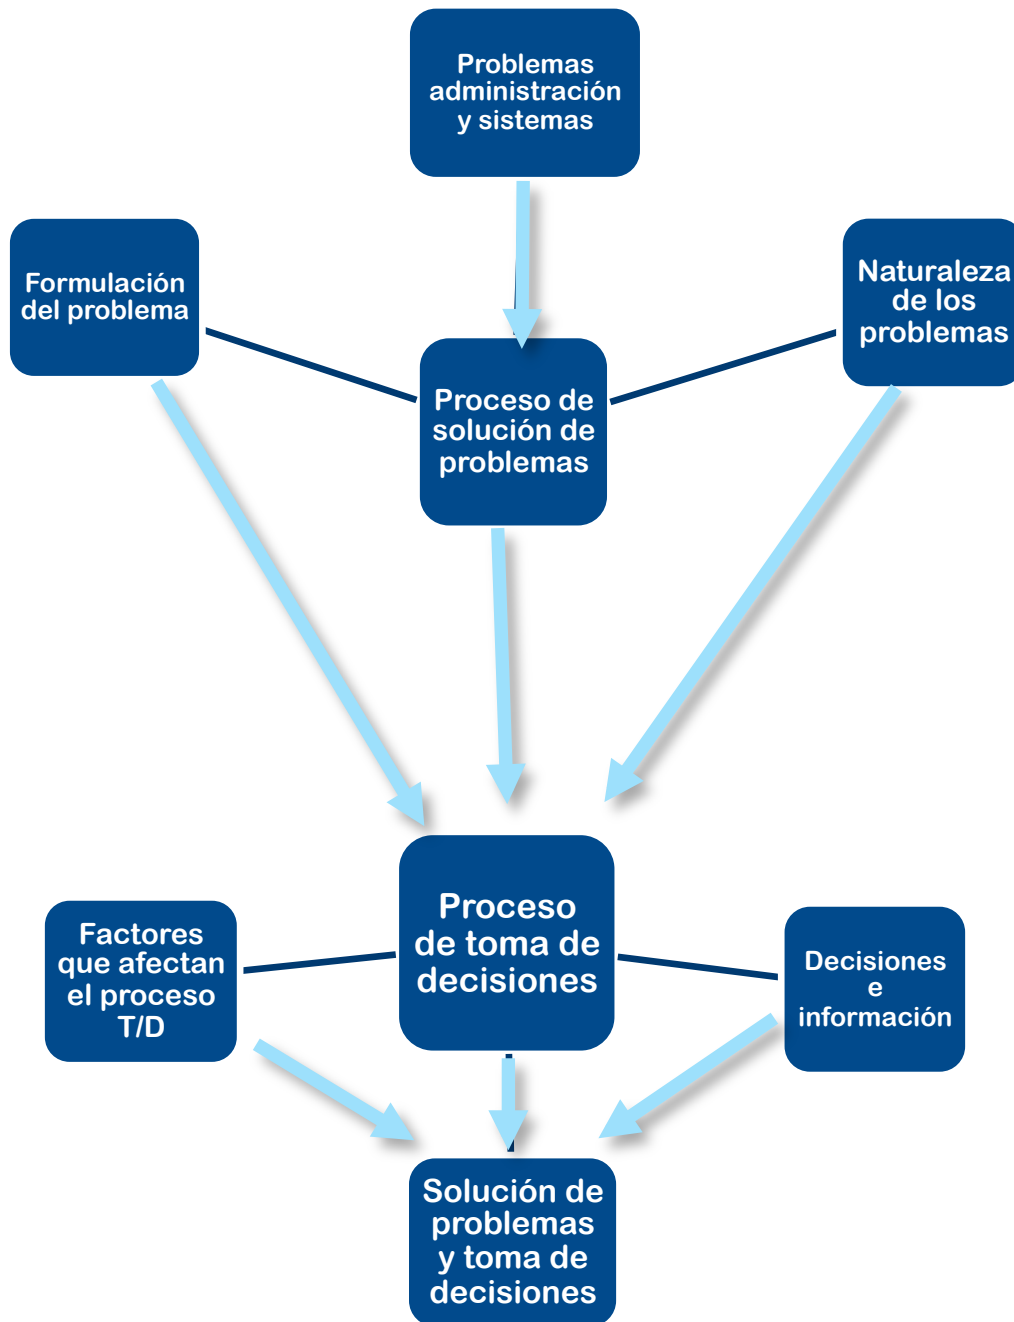 Problemas
administración
y sistemas
Formulación
del problema
Naturaleza
de los
problemas
Proceso de
solución de
problemas
Proceso
de toma de
decisiones
Factores
que afectan
el proceso
T/D
Decisiones
e
información
Solución de
problemas
y toma de
decisiones